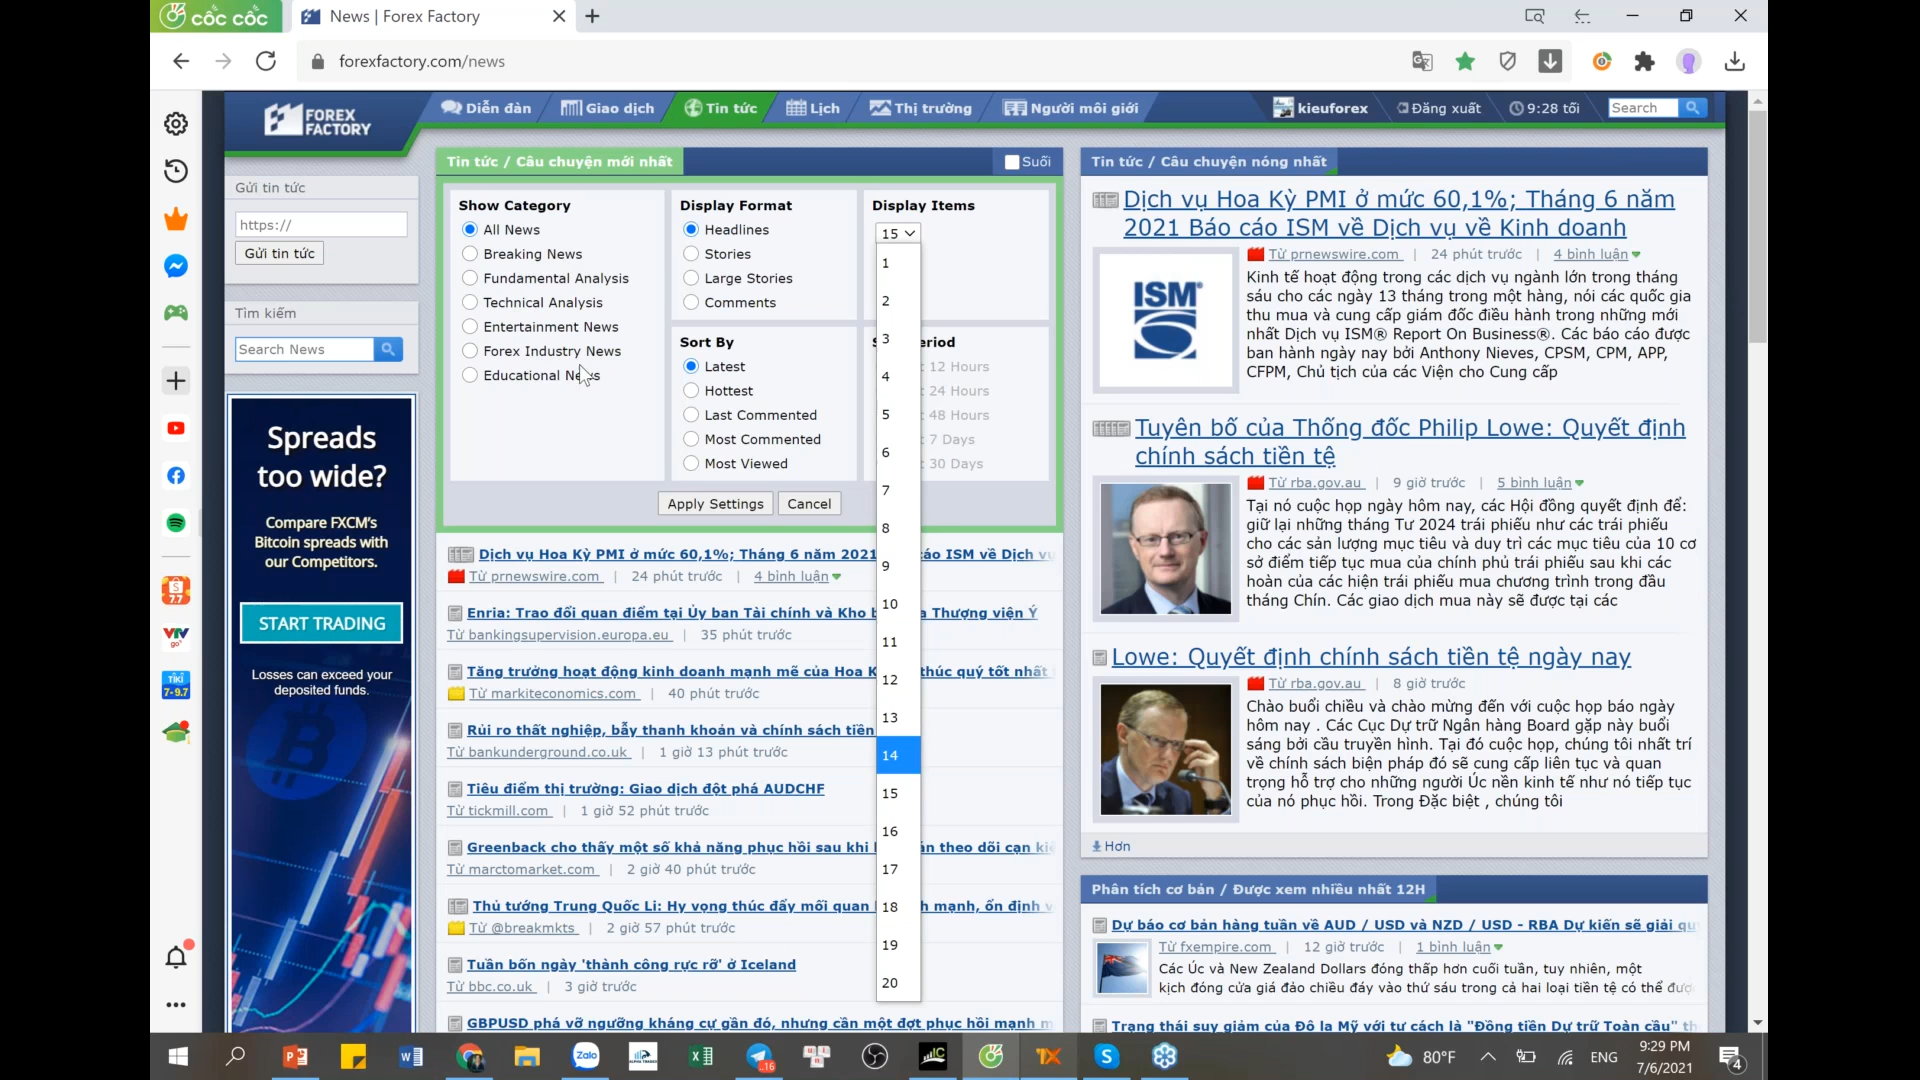 cốc cốc
News | Forex Factory
forexfactory.com/news
FOREX
FACTORY
Diễn đàn
Giao dịch
Tin tức
Lịch
Thị trường
Người môi giới
kieuforex
Đăng xuất
9:28 tối
Search
Gửi tin tức
https://
Gửi tin tức
Tìm kiếm
Search News
Spreads
too wide?
Compare FXCM's
Bitcoin spreads with
our Competitors.
START TRADING
Losses can exceed your
deposited funds.
Tin tức / Câu chuyện mới nhất
Suối
Show Category
All News
Breaking News
Fundamental Analysis
Technical Analysis
Entertainment News
Forex Industry News
Educational News
Display Format
Headlines
Stories
Large Stories
Comments
Sort By
Latest
Hottest
Last Commented
Most Commented
Most Viewed
Display Items
15
1
2
3
4
5
6
7
8
9
10
11
12
13
14
15
16
17
18
19
20
12 Hours
24 Hours
48 Hours
7 Days
30 Days
Apply Settings
Cancel
Dịch vụ Hoa Kỳ PMI ở mức 60,1%; Tháng 6 năm 2021 ISM về Dịch
Từ prnewswire.com | 24 phút trước | 4 bình luận
Enria: Trao đổi quan điểm tại Ủy ban Tài chính và Kho Thượng viện Ý
Từ bankingsupervision.europa.eu | 35 phút trước
Tăng trưởng hoạt động kinh doanh mạnh mẽ của Hoa thúc quý tốt nhất
Từ markiteconomics.com | 40 phút trước
Rủi ro thất nghiệp, bẫy thanh khoản và chính sách tiền
Từ bankunderground.co.uk | 1 giờ 13 phút trước
Tiêu điểm thị trường: Giao dịch đột phá AUDCHF
Từ tickmill.com | 1 giờ 52 phút trước
Greenback cho thấy một số khả năng phục hồi sau khi theo dõi cạn
Từ marctomarket.com | 2 giờ 40 phút trước
Thủ tướng Trung Quốc Li: Hy vọng thúc đẩy mối quan mạnh, ổn định
Từ @breakmkts | 2 giờ 57 phút trước
Tuần bốn ngày 'thành công rực rỡ' ở Iceland
Từ bbc.co.uk | 3 giờ trước
GBPUSD phá vỡ ngưỡng kháng cự gần đó, nhưng cần một đợt phục hồi mạnh
Tin tức / Câu chuyện nóng nhất
Dịch vụ Hoa Kỳ PMI ở mức 60,1%; Tháng 6 năm
2021 Báo cáo ISM về Dịch vụ về Kinh doanh
Từ prnewswire.com | 24 phút trước | 4 bình luận
ISM
Kinh tế hoạt động trong các dịch vụ ngành lớn trong tháng
sáu cho các ngày 13 tháng trong một hàng, nói các quốc gia
thu mua và cung cấp giám đốc điều hành trong những mới
nhất Dịch vụ ISM® Report On Business®. Các báo cáo được
ban hành ngày nay bởi Anthony Nieves, CPSM, CPM, APP,
CFPM, Chủ tịch của các Viện cho Cung cấp
Tuyên bố của Thống đốc Philip Lowe: Quyết định
chính sách tiền tệ
Từ rba.gov.au | 9 giờ trước | 5 bình luận
Tại nó cuộc họp ngày hôm nay, các Hội đồng quyết định để:
giữ lại những tháng Tư 2024 trái phiếu như các trái phiếu
cho các sản lượng mục tiêu và duy trì các mục tiêu của 10 cơ
sở điểm tiếp tục mua của chính phủ trái phiếu sau khi các
hoàn của các hiện trái phiếu mua chương trình trong đầu
tháng Chín. Các giao dịch mua này sẽ được tại các
Lowe: Quyết định chính sách tiền tệ ngày nay
Từ rba.gov.au | 8 giờ trước
Chào buổi chiều và chào mừng đến với cuộc họp báo ngày
hôm nay . Các Cục Dự trữ Ngân hàng Board gặp này buổi
sáng bởi cầu truyền hình. Tại đó cuộc họp, chúng tôi nhất trí
về chính sách biện pháp đó sẽ cung cấp liên tục và quan
trọng hỗ trợ cho những người Úc nền kinh tế như nó tiếp tục
của nó phục hồi. Trong Đặc biệt , chúng tôi
Hơn
Phân tích cơ bản / Được xem nhiều nhất 12H
Dự báo cơ bản hàng tuần về AUD / USD và NZD / USD - RBA Dự kiến sẽ giải
Từ fxempire.com | 12 giờ trước | 1 bình luận
Các Úc và New Zealand Dollars đóng thấp hơn cuối tuần, tuy nhiên, một
kịch đóng cửa giá đảo chiều đáy vào thứ sáu trong cả hai loại tiền tệ có thể
Trạng thái suy giảm của Đô la Mỹ với tư cách là "Đồng tiền Dự trữ Toàn cầu"
7.7
VTV
go
TIKI
7-9.7
Zalo
80°F
ENG
9:29 PM
7/6/2021
4